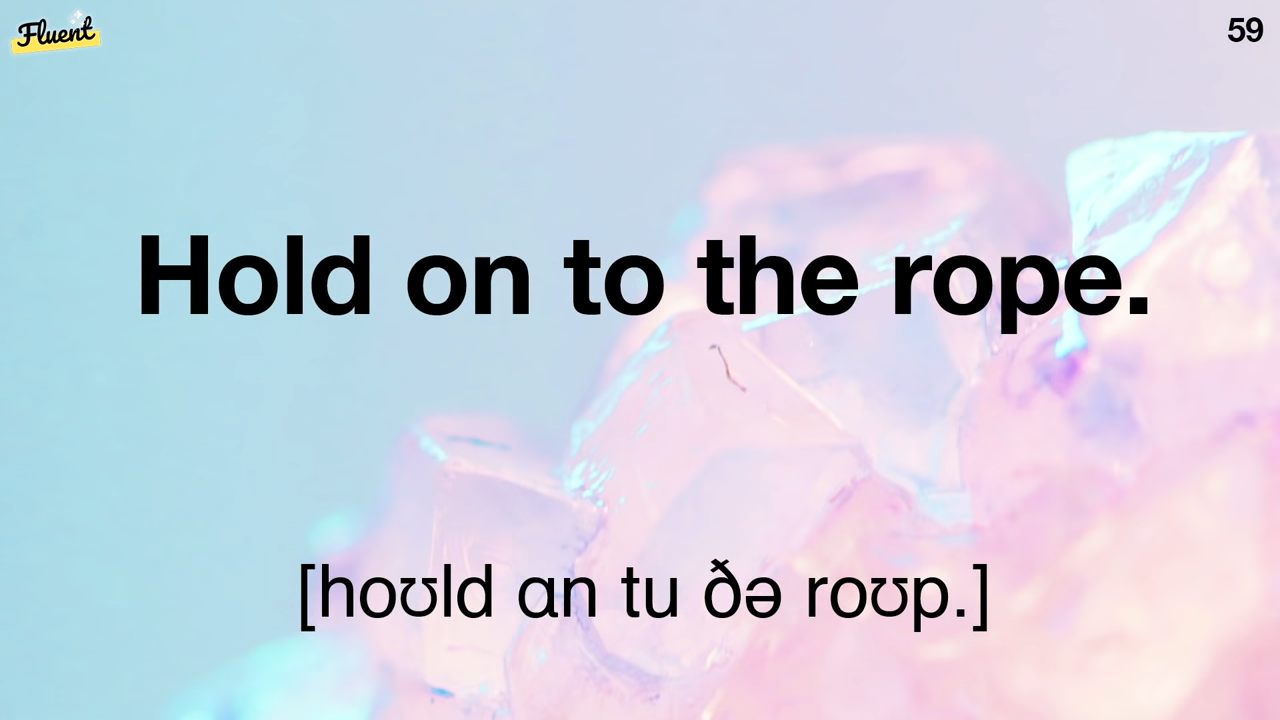 Fluent
59
Hold on to the rope.
[hoʊld ɑn tu ðə roʊp.]